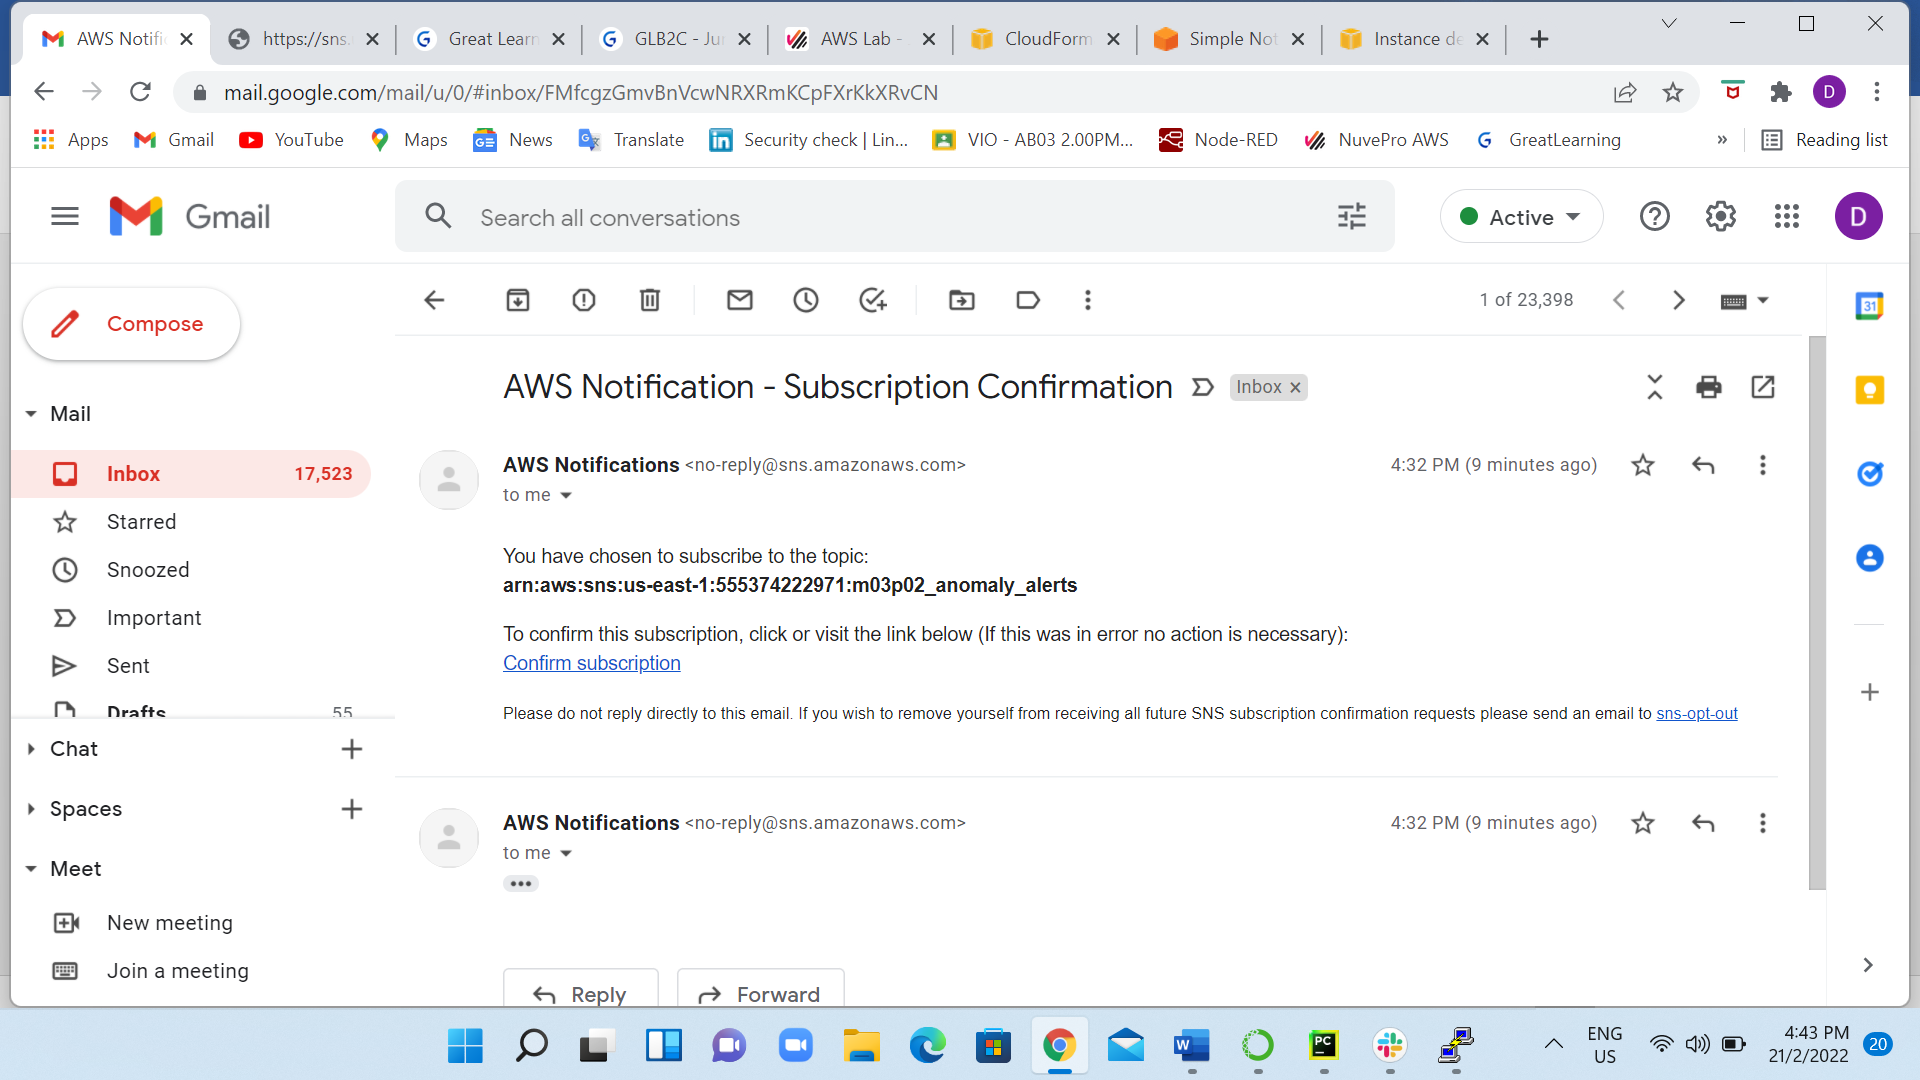 AWS Notifi
https://sns.
Great Learn
GLB2C - Ju
AWS Lab -
CloudForm
Simple Not
Instance de
mail.google.com/mail/u/0/#inbox/FMfcgzGmvBnVcwNRXRmKCpFXrKkXRvCN
D
Apps
Gmail
YouTube
Maps
News
Translate
Security check | Lin...
VIO - AB03 2.00PM...
Node-RED
NuvePro AWS
GreatLearning
»
Reading list
Gmail
Search all conversations
Active
D
Compose
1 of 23,398
31
Mail
Inbox 17,523
Starred
Snoozed
Important
Sent
Drafts 55
Chat
Spaces
Meet
New meeting
Join a meeting
AWS Notification - Subscription Confirmation
Inbox ×
AWS Notifications <no-reply@sns.amazonaws.com>
4:32 PM (9 minutes ago)
to me
You have chosen to subscribe to the topic:
arn:aws:sns:us-east-1:555374222971:m03p02_anomaly_alerts
To confirm this subscription, click or visit the link below (If this was in error no action is necessary):
Confirm subscription
Please do not reply directly to this email. If you wish to remove yourself from receiving all future SNS subscription confirmation requests please send an email to sns-opt-out
AWS Notifications <no-reply@sns.amazonaws.com>
4:32 PM (9 minutes ago)
to me
Reply
Forward
W
PC
ENG
US
4:43 PM
21/2/2022
20